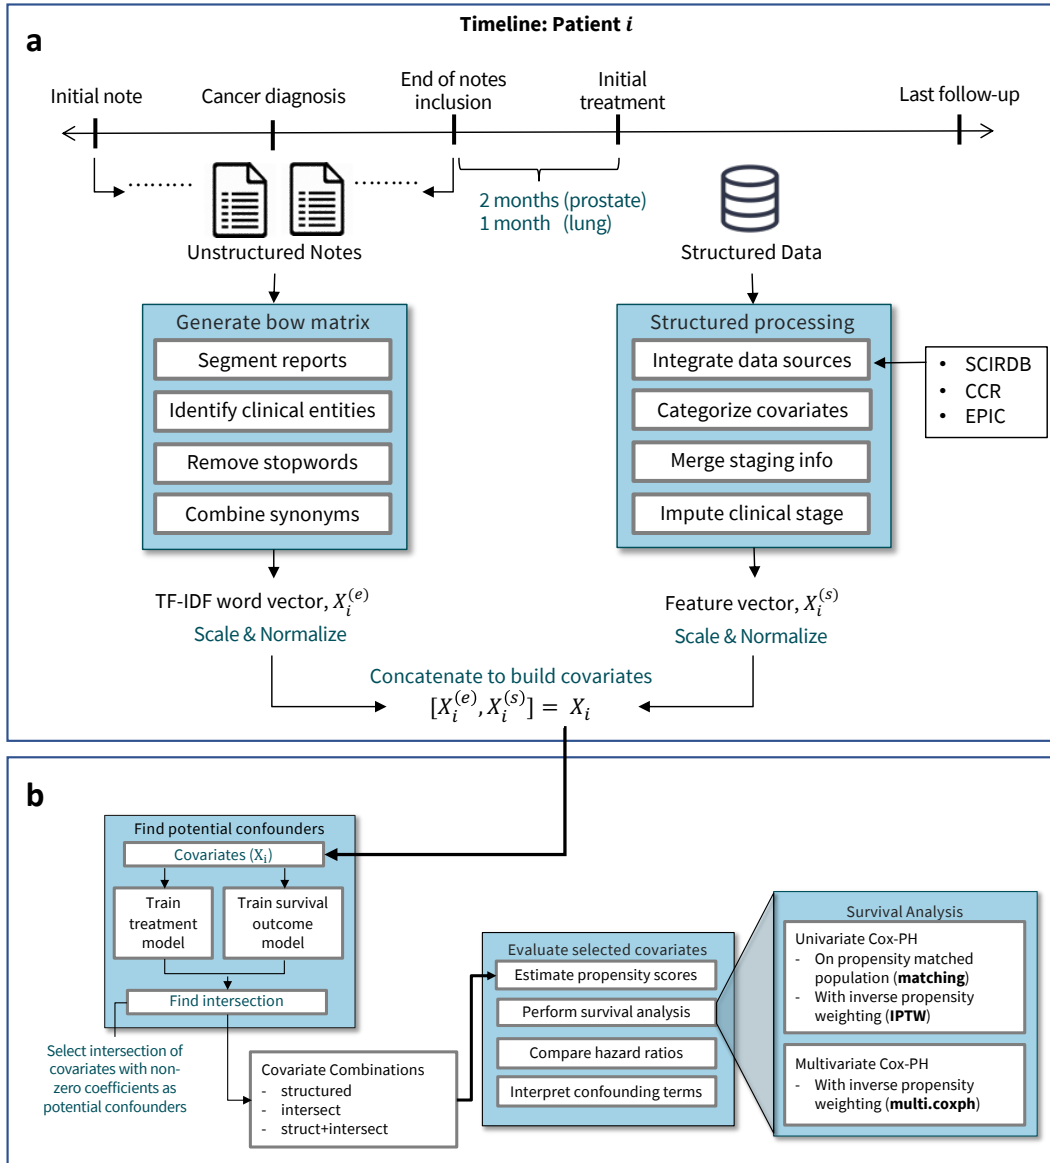 Timeline: Patient i
a
Initial note
Cancer diagnosis
End of notes
inclusion
Initial
treatment
Last follow-up
2 months (prostate)
1 month (lung)
Unstructured Notes
Structured Data
Generate bow matrix
Segment reports
Identify clinical entities
Remove stopwords
Combine synonyms
Structured processing
Integrate data sources
Categorize covariates
Merge staging info
Impute clinical stage
• SCIRDB
• CCR
• EPIC
TF-IDF word vector, X_i^(e)
Scale & Normalize
Feature vector, X_i^(s)
Scale & Normalize
Concatenate to build covariates
[X_i^(e), X_i^(s)] = X_i
b
Find potential confounders
Covariates (X_i)
Train
treatment
model
Train survival
outcome
model
Find intersection
Select intersection of
covariates with non-
zero coefficients as
potential confounders
Covariate Combinations
- structured
- intersect
- struct+intersect
Evaluate selected covariates
Estimate propensity scores
Perform survival analysis
Compare hazard ratios
Interpret confounding terms
Survival Analysis
Univariate Cox-PH
- On propensity matched
population (matching)
- With inverse propensity
weighting (IPTW)
Multivariate Cox-PH
- With inverse propensity
weighting (multi.coxph)